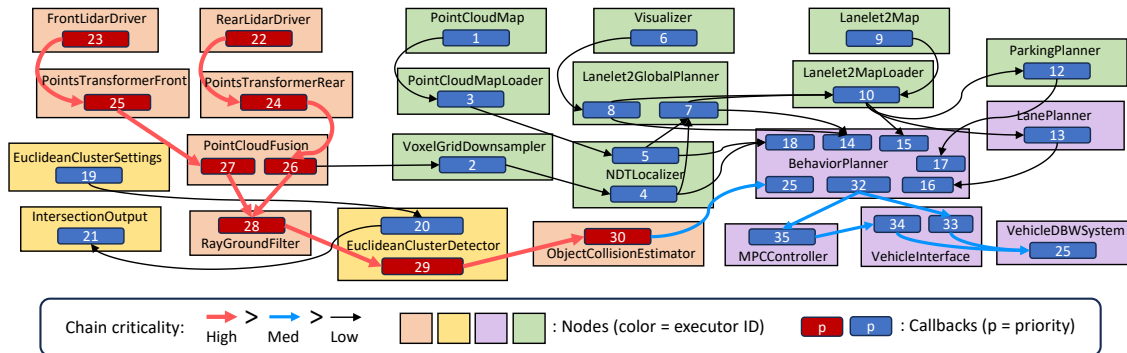 FrontLidarDriver
23
RearLidarDriver
22
PointCloudMap
1
Visualizer
6
Lanelet2Map
9
ParkingPlanner
12
PointsTransformerFront
25
PointsTransformerRear
24
PointCloudMapLoader
3
Lanelet2GlobalPlanner
8
7
Lanelet2MapLoader
10
LanePlanner
13
EuclideanClusterSettings
19
PointCloudFusion
27
26
VoxelGridDownsampler
2
5
NDTLocalizer
4
18
14
15
BehaviorPlanner
17
25
32
16
IntersectionOutput
21
28
RayGroundFilter
20
EuclideanClusterDetector
29
30
ObjectCollisionEstimator
35
MPCController
34
33
VehicleInterface
VehicleDBWSystem
25
Chain criticality:
High > Med > Low
: Nodes (color = executor ID)
p
p
: Callbacks (p = priority)